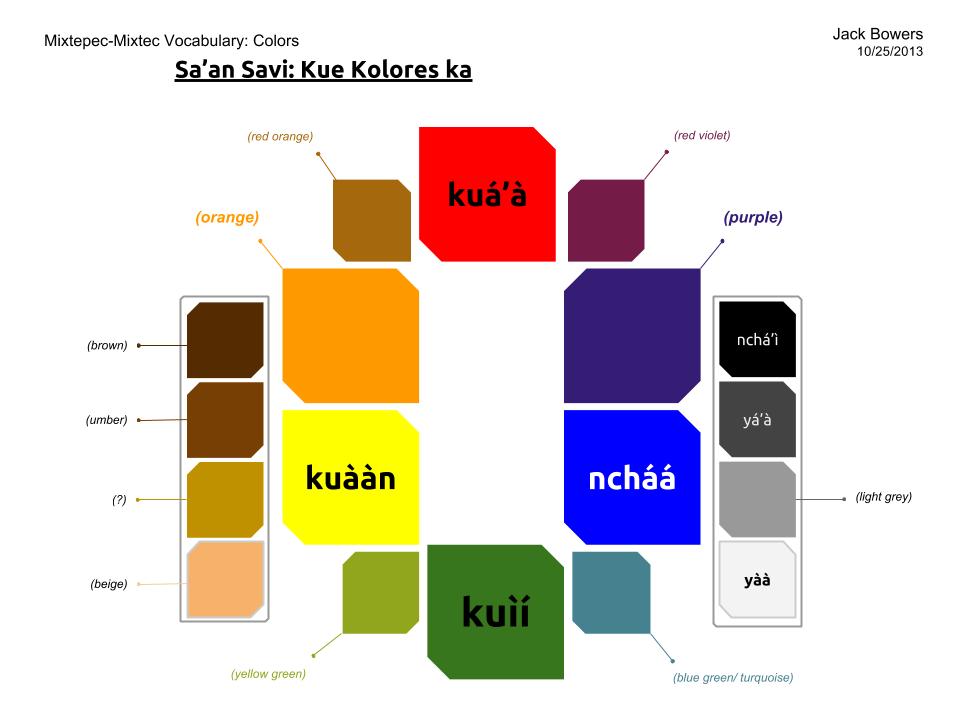 Mixtepec-Mixtec Vocabulary: Colors
Jack Bowers
10/25/2013
Sa’an Savi: Kue Kolores ka
(red orange)
kuá’à
(red violet)
(orange)
(purple)
(brown)
nchá’ì
(umber)
yá’à
kuààn
ncháá
(?)
(light grey)
(beige)
yàà
kuìí
(yellow green)
(blue green/ turquoise)